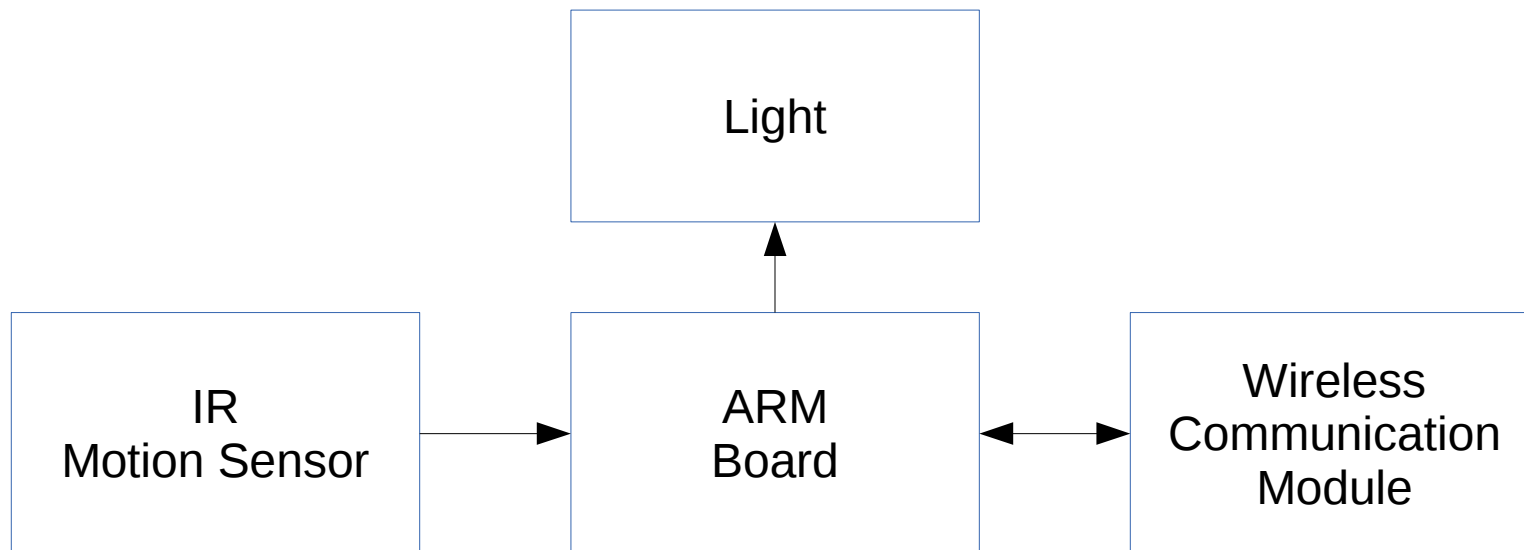 Light
IR
Motion Sensor
ARM
Board
Wireless
Communication
Module